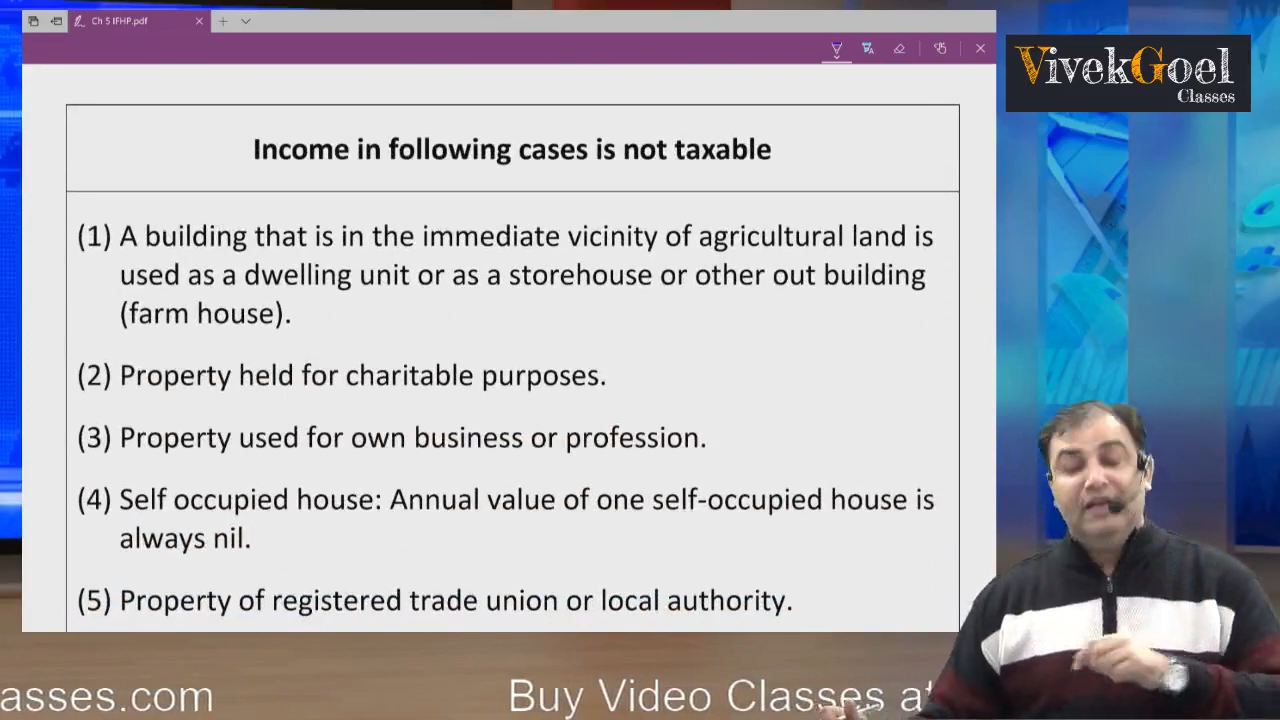 Ch 5 IFHP.pdf
VivekGoel
Classes
Income in following cases is not taxable
(1) A building that is in the immediate vicinity of agricultural land is
used as a dwelling unit or as a storehouse or other out building
(farm house).
(2) Property held for charitable purposes.
(3) Property used for own business or profession.
(4) Self occupied house: Annual value of one self-occupied house is
always nil.
(5) Property of registered trade union or local authority.
asses.com Buy Video Classes at